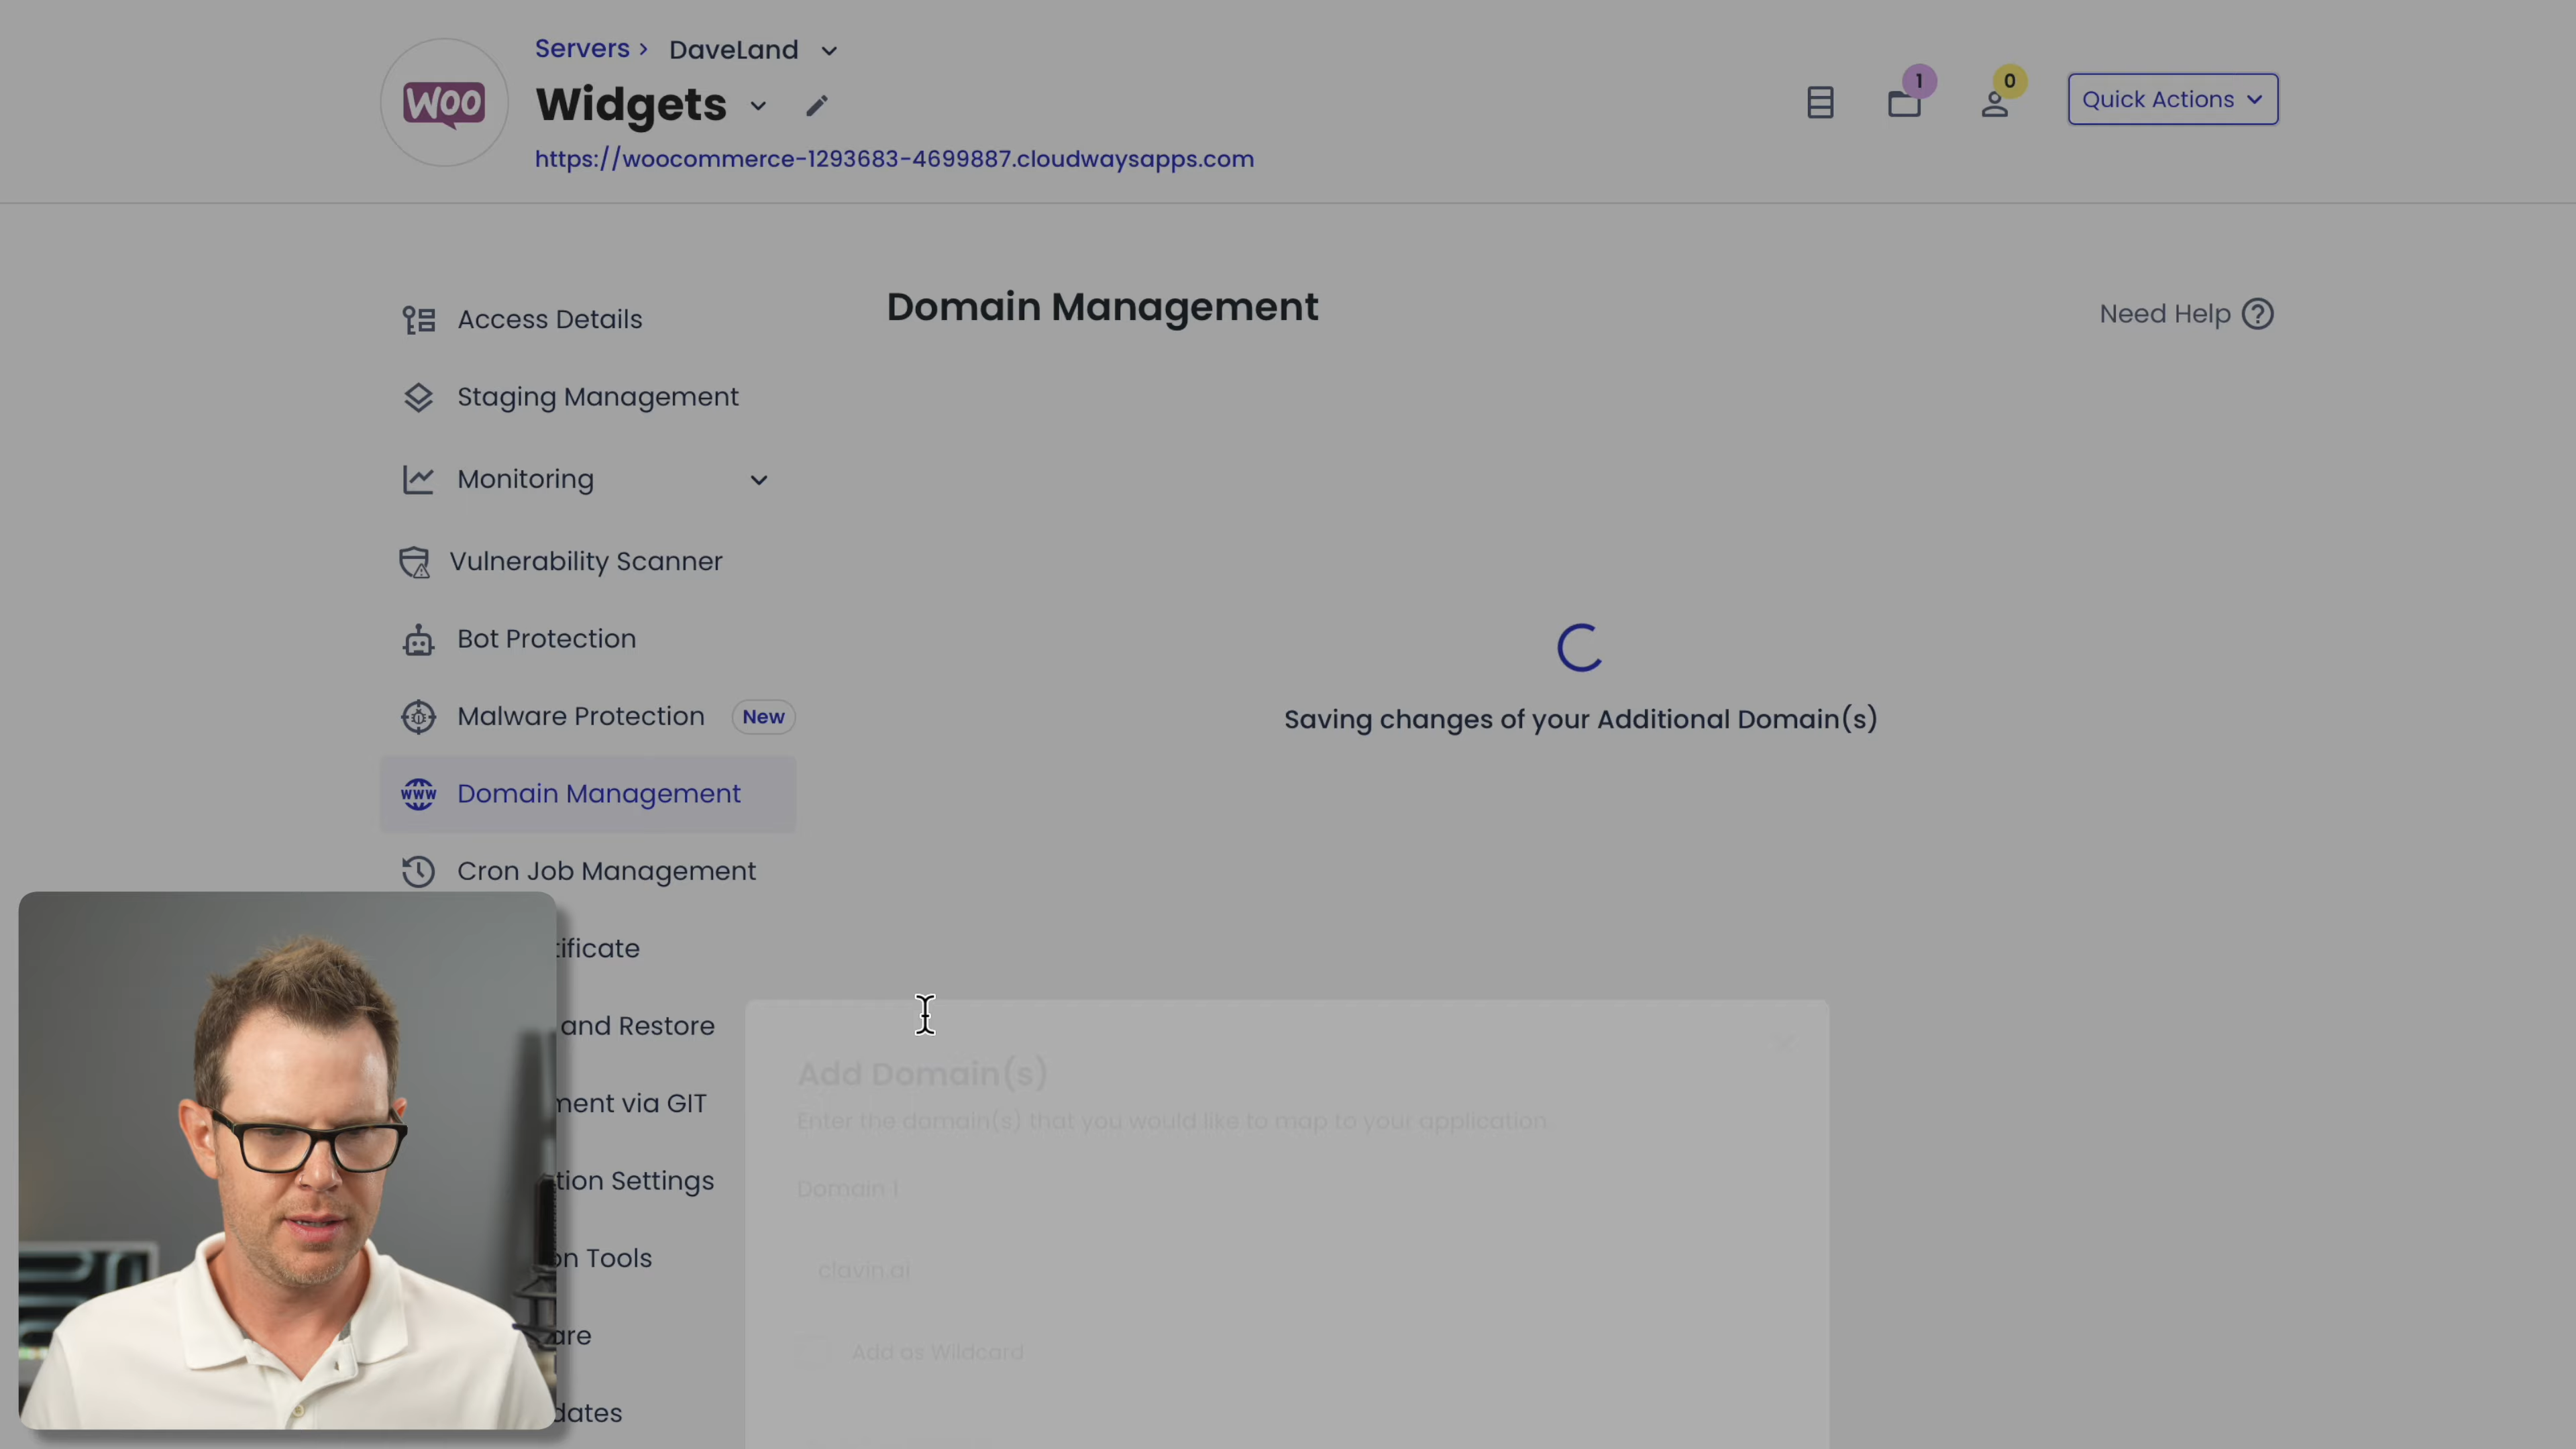 Servers › DaveLand
Woo
Widgets
https://woocommerce-1293683-4699887.cloudwaysapps.com
1
0
Quick Actions
Access Details
Staging Management
Monitoring
Vulnerability Scanner
Bot Protection
Malware Protection New
Domain Management
Cron Job Management
tificate
and Restore
ment via GIT
tion Settings
on Tools
are
dates
Domain Management
Need Help ?
Saving changes of your Additional Domain(s)
Add Domain(s)
Enter the domain(s) that you would like to map to your application
Domain 1
clavin.ai
Add as Wildcard